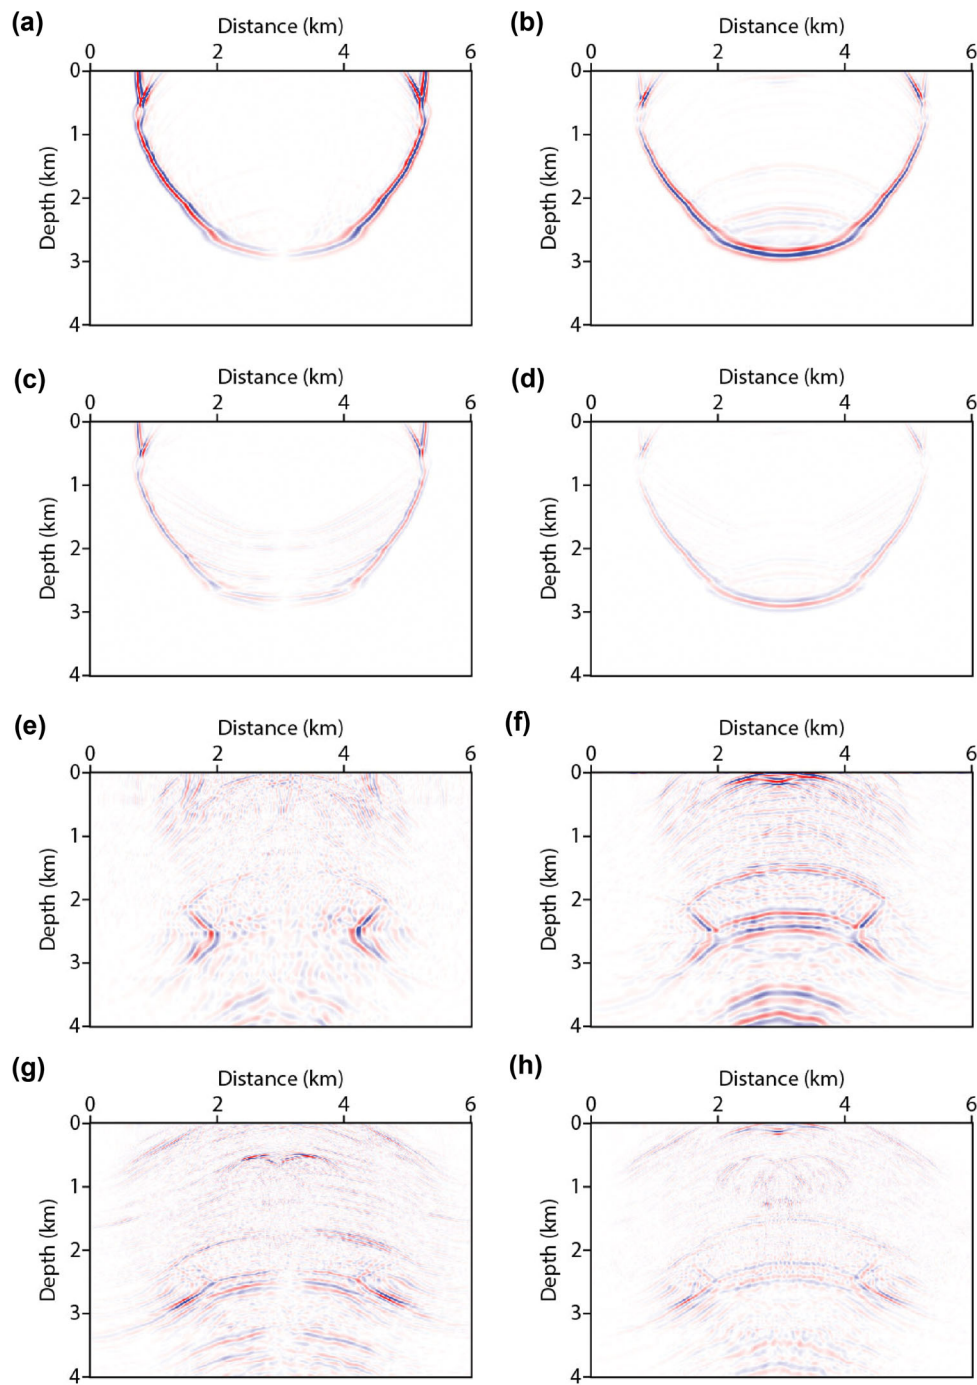 (a) Distance (km) (b) Distance (km)
0 2 4 6 0 2 4 6
0 0
1 1
Depth (km) Depth (km)
2 2
3 3
4 4
(c) Distance (km) (d) Distance (km)
0 2 4 6 0 2 4 6
0 0
1 1
Depth (km) Depth (km)
2 2
3 3
4 4
(e) Distance (km) (f) Distance (km)
0 2 4 6 0 2 4 6
0 0
1 1
Depth (km) Depth (km)
2 2
3 3
4 4
(g) Distance (km) (h) Distance (km)
0 2 4 6 0 2 4 6
0 0
1 1
Depth (km) Depth (km)
2 2
3 3
4 4